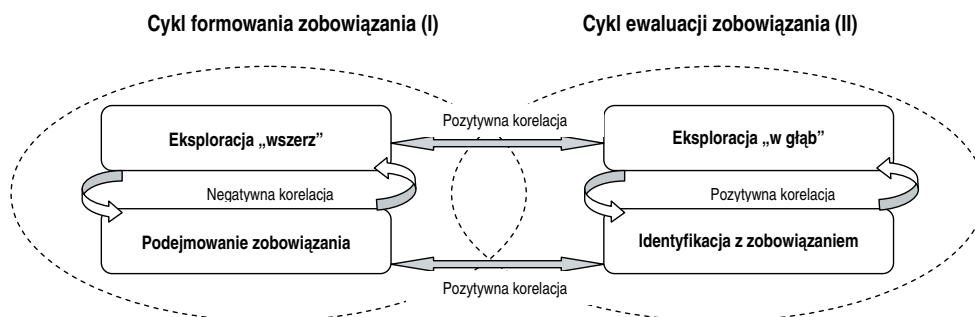 Cykl formowania zobowiązania (I)
Cykl ewaluacji zobowiązania (II)
Pozytywna korelacja
Eksploracja „wszerz”
Eksploracja „w głąb”
Negatywna korelacja
Pozytywna korelacja
Podejmowanie zobowiązania
Identyfikacja z zobowiązaniem
Pozytywna korelacja